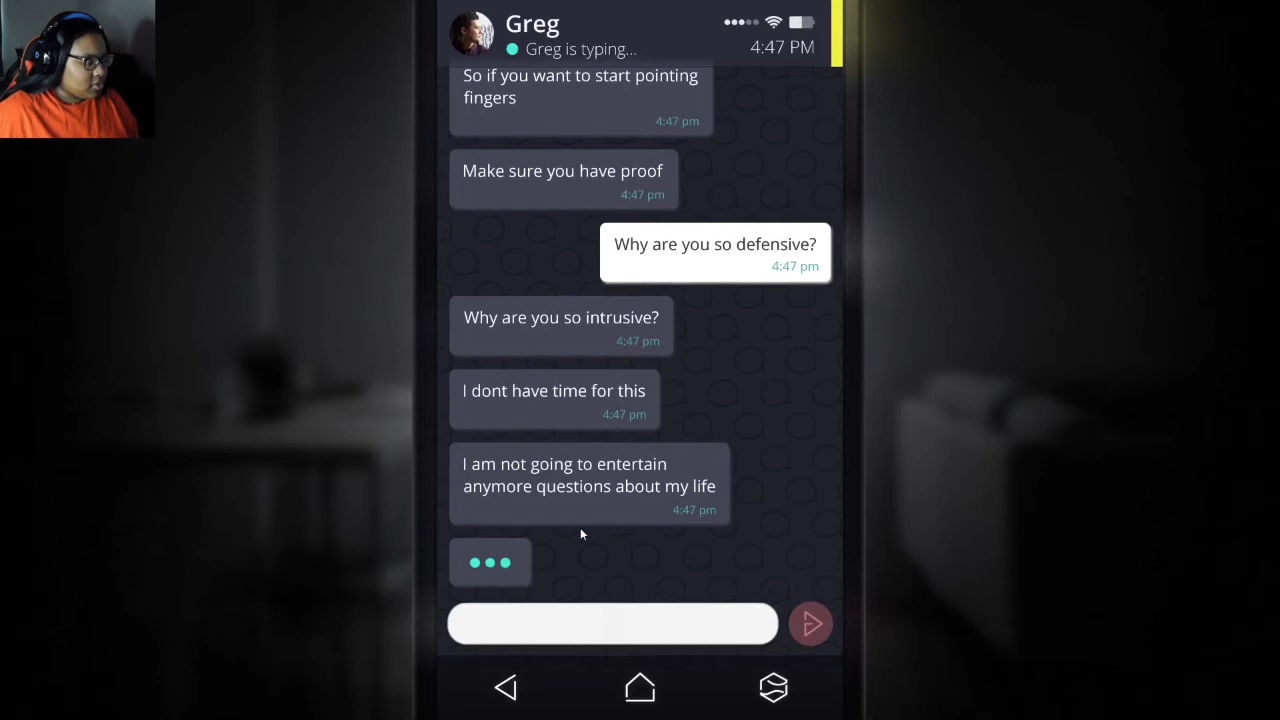 Greg
Greg is typing...
4:47 PM
So if you want to start pointing
fingers
4:47 pm
Make sure you have proof
4:47 pm
Why are you so defensive?
4:47 pm
Why are you so intrusive?
4:47 pm
I dont have time for this
4:47 pm
I am not going to entertain
anymore questions about my life
4:47 pm